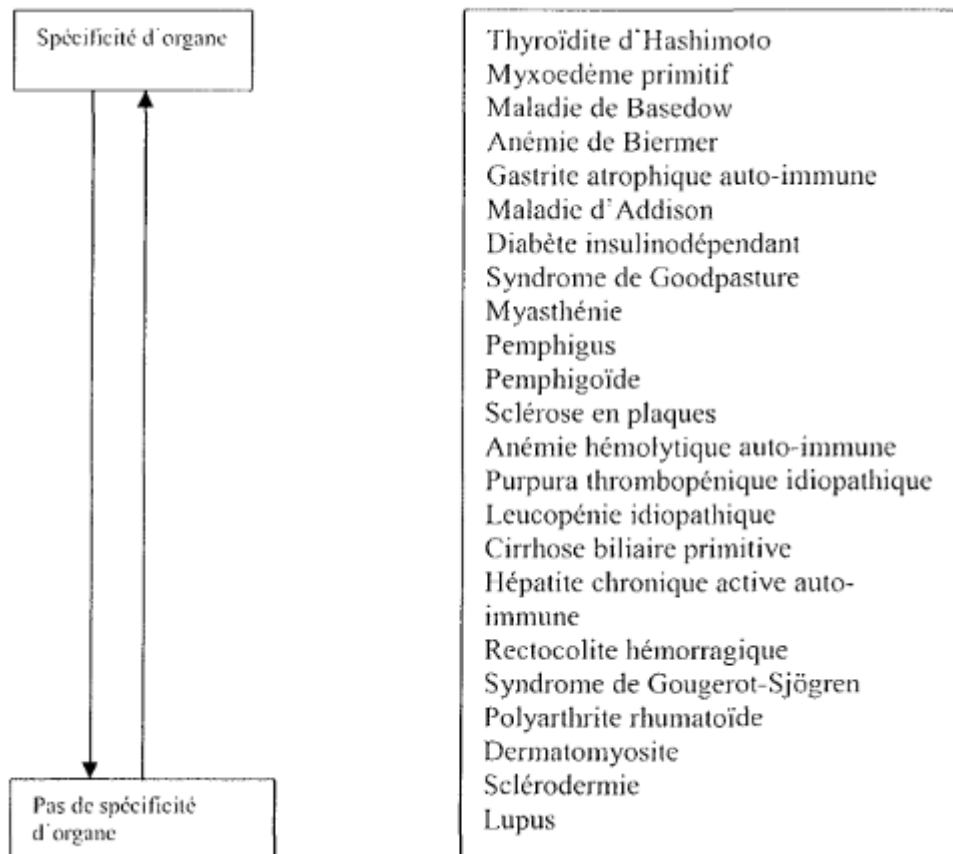 Spécificité d'organe
Thyroïdite d'Hashimoto
Myxoedème primitif
Maladie de Basedow
Anémie de Biermer
Gastrite atrophique auto-immune
Maladie d'Addison
Diabète insulinodépendant
Syndrome de Goodpasture
Myasthénie
Pemphigus
Pemphigoïde
Sclérose en plaques
Anémie hémolytique auto-immune
Purpura thrombopénique idiopathique
Leucopénie idiopathique
Cirrhose biliaire primitive
Hépatite chronique active auto-
immune
Rectocolite hémorragique
Syndrome de Gougerot-Sjögren
Polyarthrite rhumatoïde
Dermatomyosite
Sclérodermie
Lupus
Pas de spécificité
d'organe